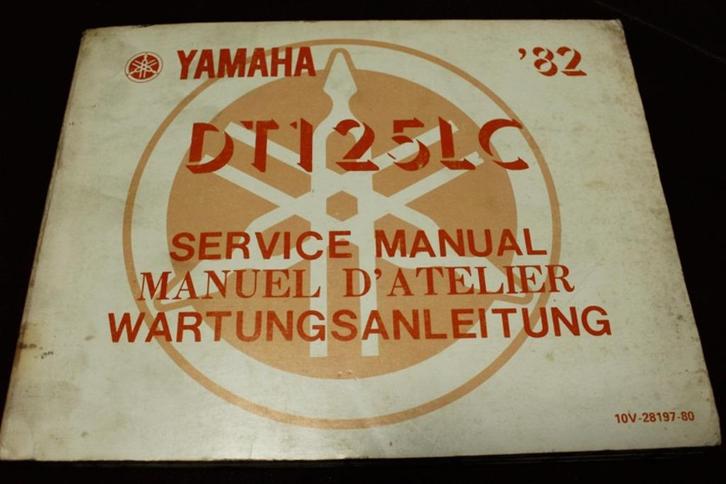 YAMAHA '82
DT125LC
SERVICE MANUAL
MANUEL D'ATELIER
WARTUNGSANLEITUNG
10V-28197-80